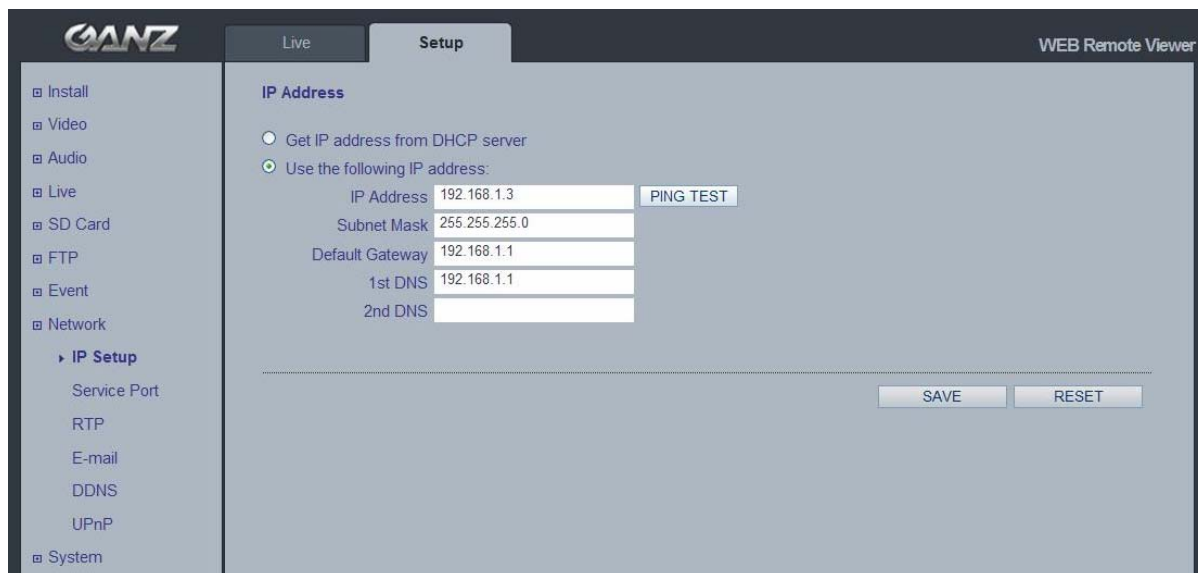 GANZ
Live
Setup
WEB Remote Viewer
Install
Video
Audio
Live
SD Card
FTP
Event
Network
IP Setup
Service Port
RTP
E-mail
DDNS
UPnP
System
IP Address
Get IP address from DHCP server
Use the following IP address:
IP Address 192.168.1.3 PING TEST
Subnet Mask 255.255.255.0
Default Gateway 192.168.1.1
1st DNS 192.168.1.1
2nd DNS
SAVE RESET